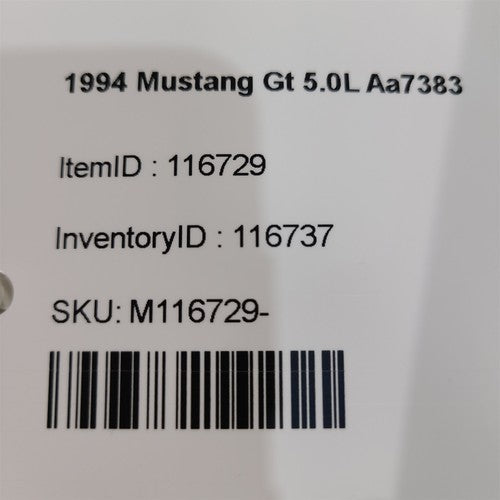 1994 Mustang Gt 5.0L Aa7383
ItemID : 116729
InventoryID : 116737
SKU: M116729-